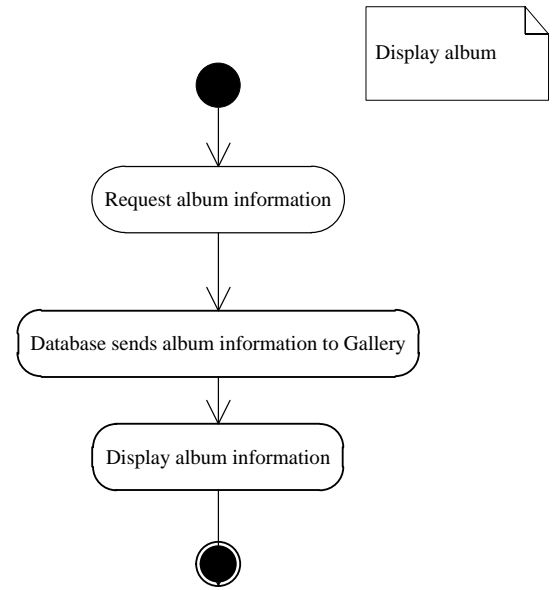 Display album
Request album information
Database sends album information to Gallery
Display album information